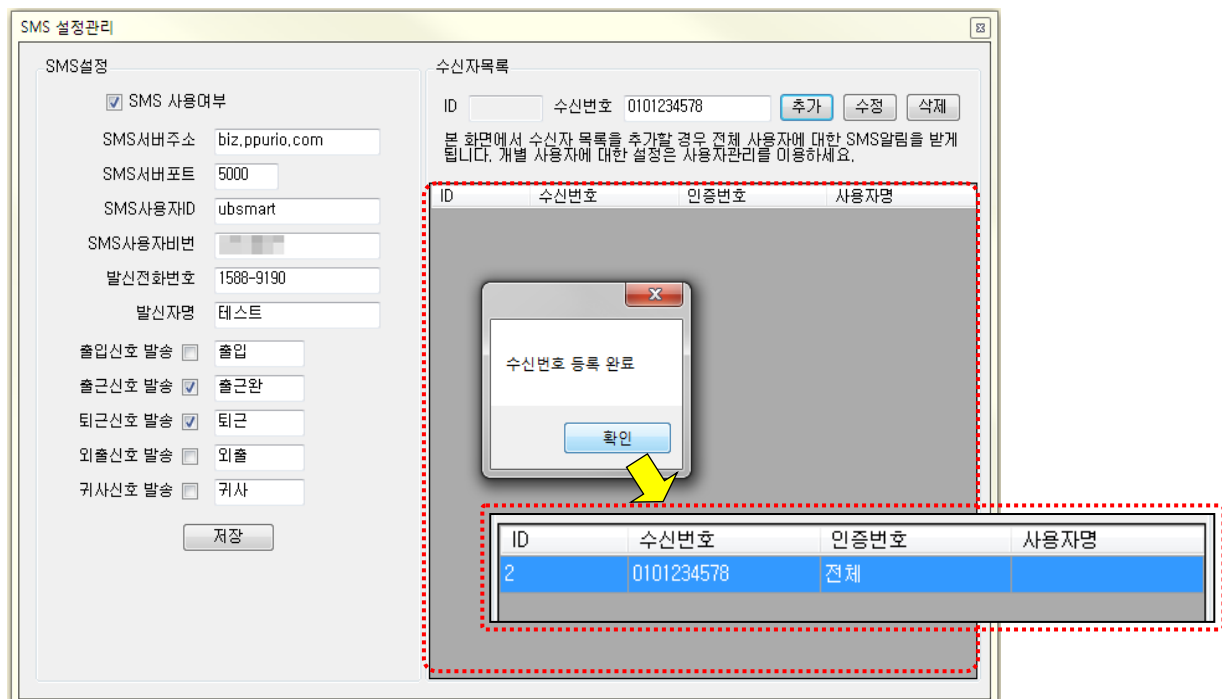 SMS 설정관리
SMS설정
SMS 사용여부
SMS서버주소 biz,ppurio,com
SMS서버포트 5000
SMS사용자ID ubsmart
SMS사용자비번
발신전화번호 1588-9190
발신자명 테스트
출입신호 발송 출입
출근신호 발송 출근완
퇴근신호 발송 퇴근
외출신호 발송 외출
귀사신호 발송 귀사
저장
수신자목록
ID 수신번호 0101234578 추가 수정 삭제
본 화면에서 수신자 목록을 추가할 경우 전체 사용자에 대한 SMS알림을 받게
됩니다, 개별 사용자에 대한 설정은 사용자관리를 이용하세요,
ID 수신번호 인증번호 사용자명
수신번호 등록 완료
확인
ID 수신번호 인증번호 사용자명
2 0101234578 전체